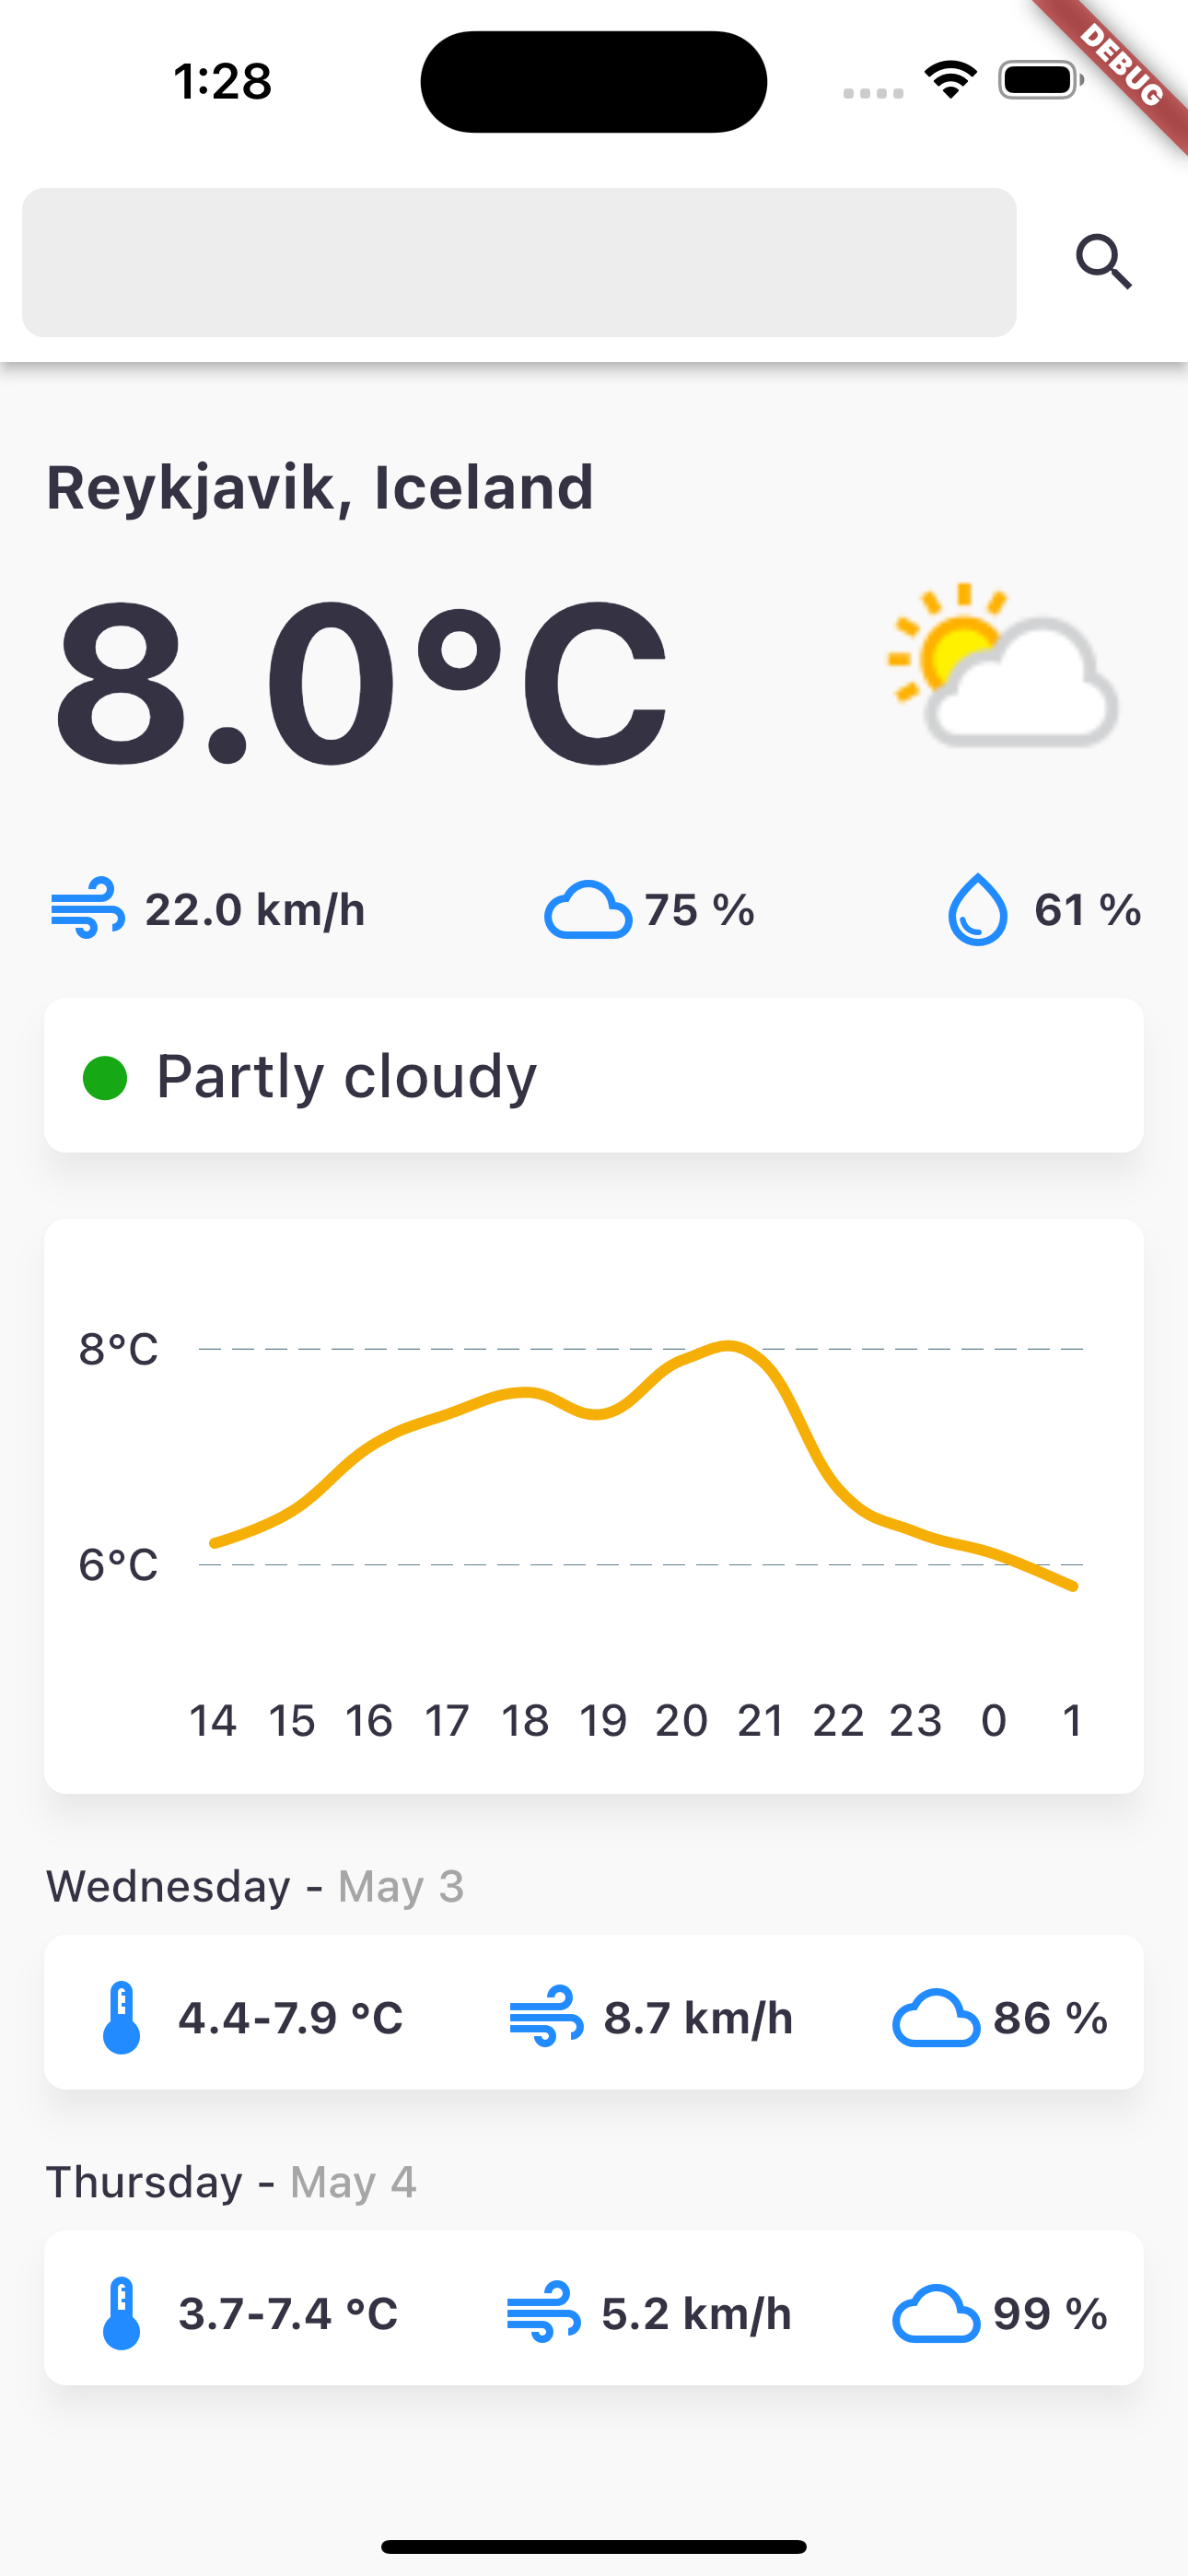 1:28
DEBUG
Reykjavik, Iceland
8.0°C
22.0 km/h 75 % 61 %
Partly cloudy
8°C
6°C
14 15 16 17 18 19 20 21 22 23 0 1
Wednesday - May 3
4.4-7.9 °C 8.7 km/h 86 %
Thursday - May 4
3.7-7.4 °C 5.2 km/h 99 %